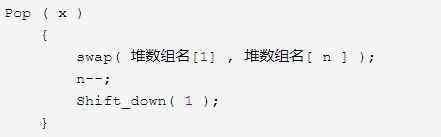 Pop ( x )
{
swap( 堆数组名[1] , 堆数组名[ n ] );
n--;
Shift_down( 1 );
}